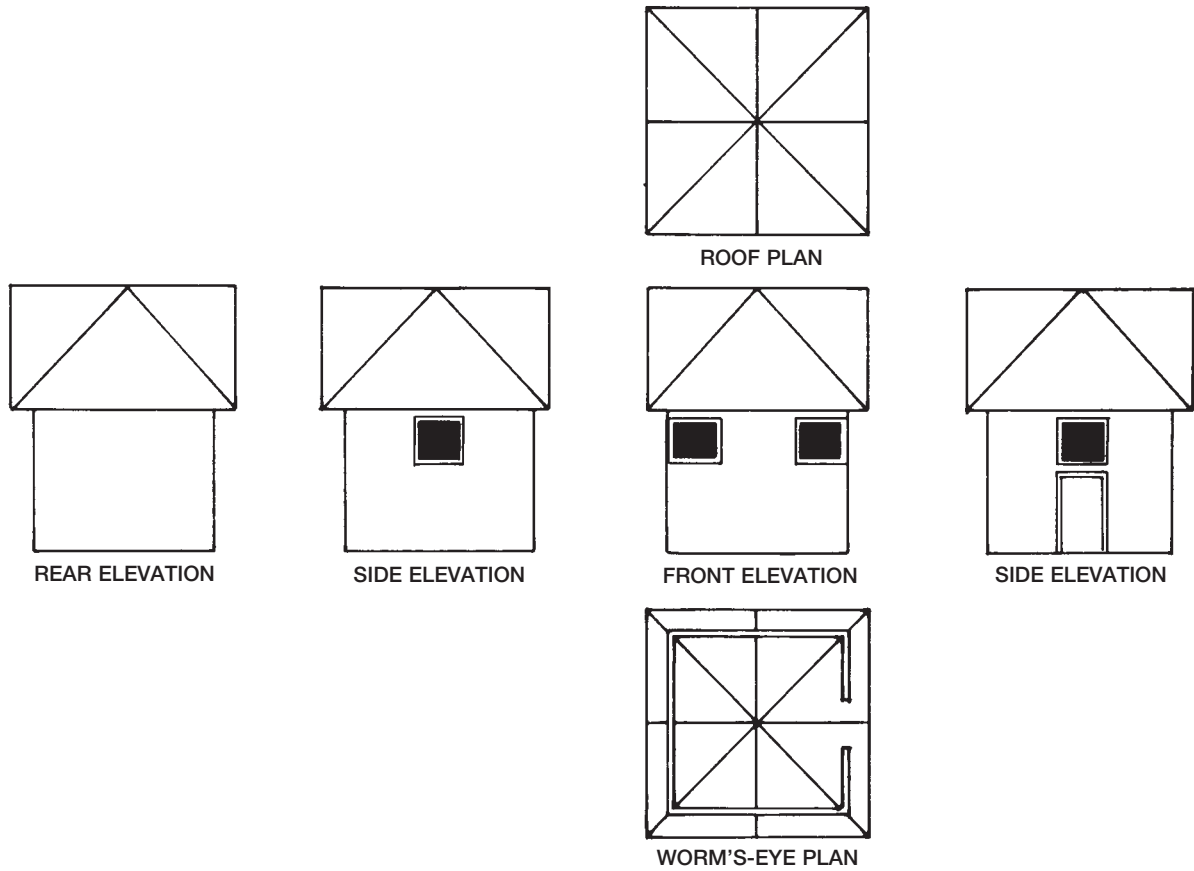 ROOF PLAN
REAR ELEVATION
SIDE ELEVATION
FRONT ELEVATION
SIDE ELEVATION
WORM'S-EYE PLAN